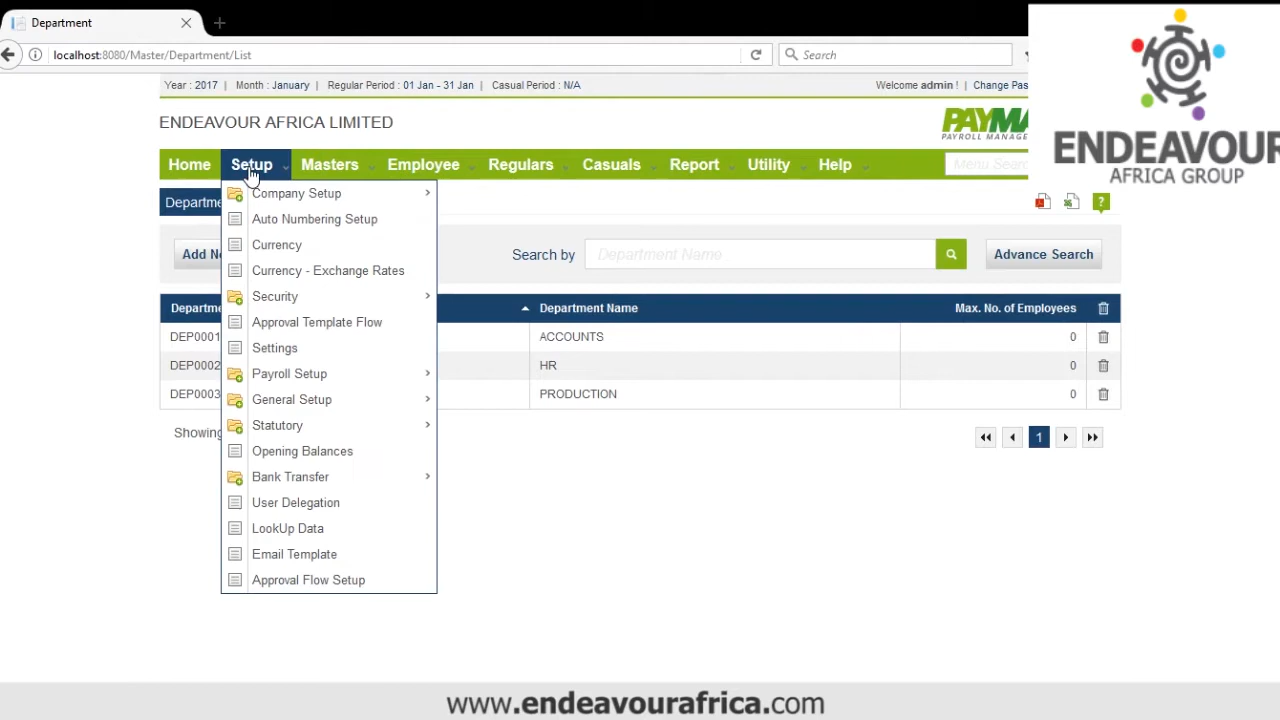 Department
localhost:8080/Master/Department/List
Search
Year : 2017 | Month : January | Regular Period : 01 Jan - 31 Jan | Casual Period : N/A
Welcome admin ! | Change Pas
ENDEAVOUR AFRICA LIMITED
PAYMA
PAYROLL MANAGE
ENDEAVOUR
AFRICA GROUP
Home Setup Masters Employee Regulars Casuals Report Utility Help Menu Searc
Departme
Company Setup
Auto Numbering Setup
Currency
Currency - Exchange Rates
Security
Approval Template Flow
Settings
Payroll Setup
General Setup
Statutory
Opening Balances
Bank Transfer
User Delegation
LookUp Data
Email Template
Approval Flow Setup
Add Ne
Search by Department Name Advance Search
Departme Department Name Max. No. of Employees
DEP0001 ACCOUNTS 0
DEP0002 HR 0
DEP0003 PRODUCTION 0
Showing
1
www.endeavourafrica.com